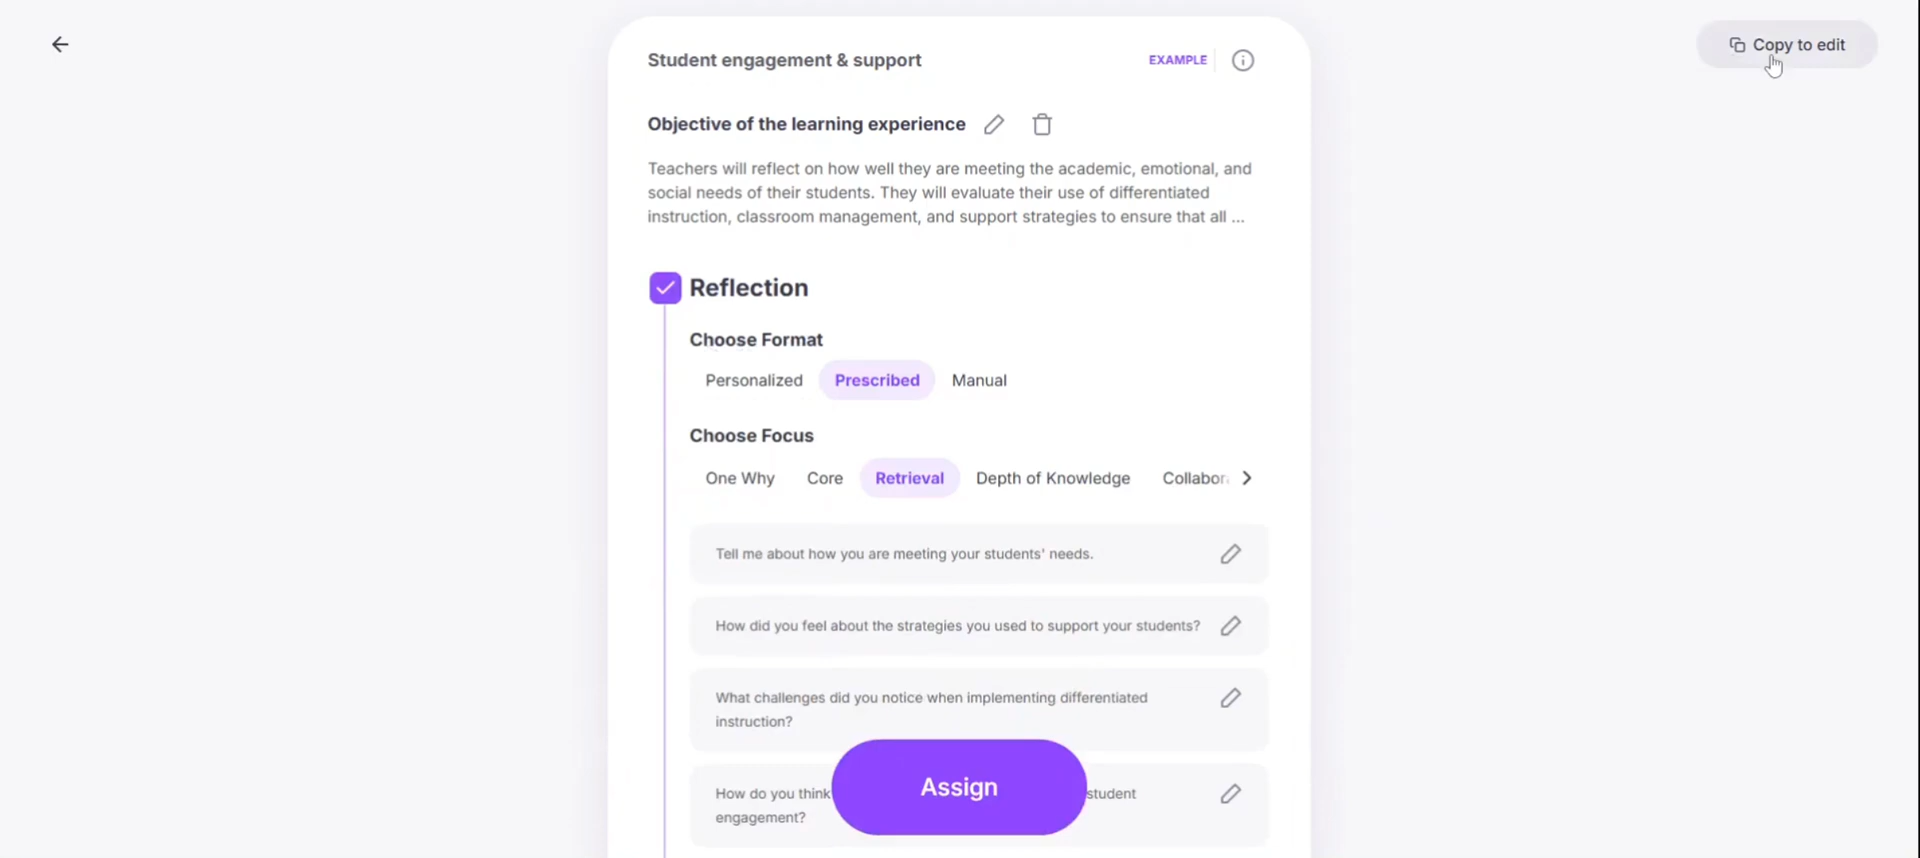 Copy to edit
Student engagement & support
EXAMPLE
Objective of the learning experience
Teachers will reflect on how well they are meeting the academic, emotional, and
social needs of their students. They will evaluate their use of differentiated
instruction, classroom management, and support strategies to ensure that all ...
Reflection
Choose Format
Personalized Prescribed Manual
Choose Focus
One Why Core Retrieval Depth of Knowledge Collabor
Tell me about how you are meeting your students' needs.
How did you feel about the strategies you used to support your students?
What challenges did you notice when implementing differentiated
instruction?
How do you think student
engagement?
Assign